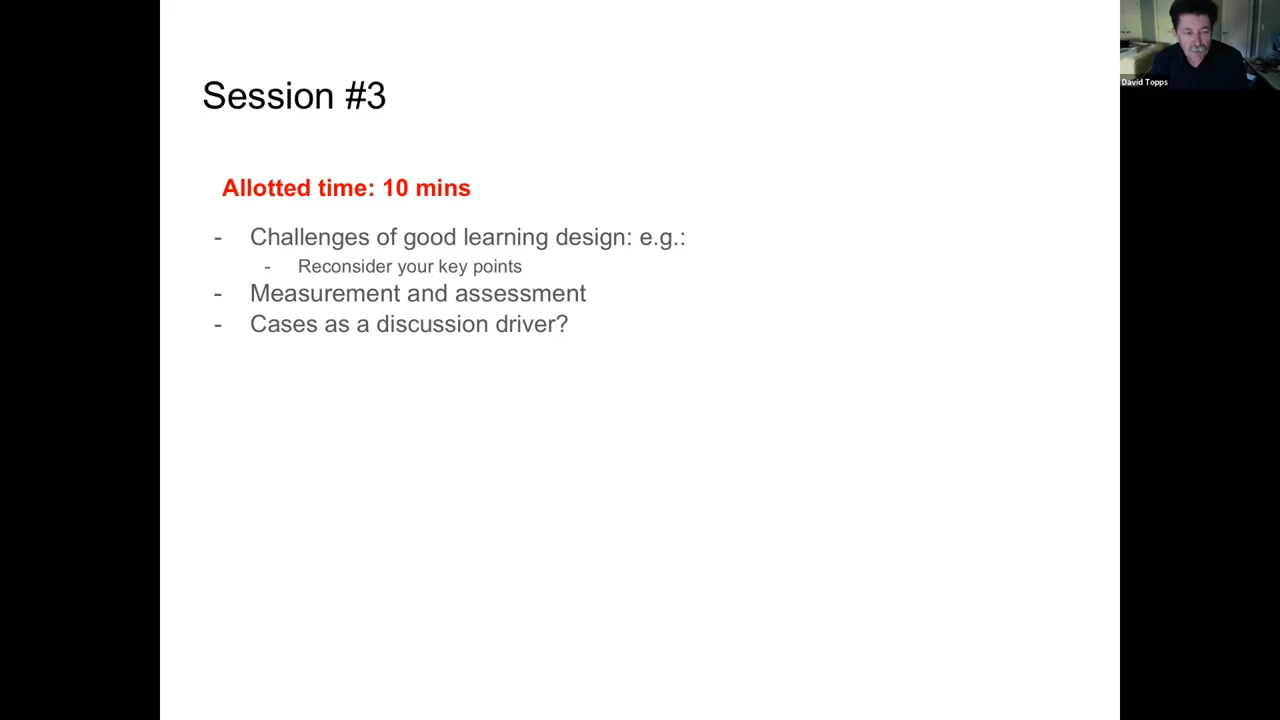 Session #3
Allotted time: 10 mins
- Challenges of good learning design: e.g.:
- Reconsider your key points
- Measurement and assessment
- Cases as a discussion driver?
David Topps